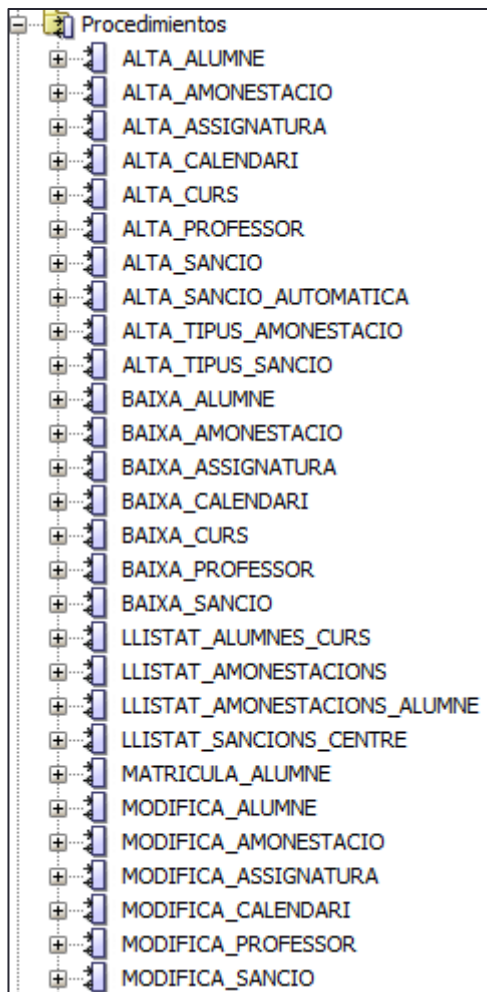 Procedimientos
ALTA_ALUMNE
ALTA_AMONESTACIO
ALTA_ASSIGNATURA
ALTA_CALENDARI
ALTA_CURS
ALTA_PROFESSOR
ALTA_SANCIO
ALTA_SANCIO_AUTOMATICA
ALTA_TIPUS_AMONESTACIO
ALTA_TIPUS_SANCIO
BAIXA_ALUMNE
BAIXA_AMONESTACIO
BAIXA_ASSIGNATURA
BAIXA_CALENDARI
BAIXA_CURS
BAIXA_PROFESSOR
BAIXA_SANCIO
LLISTAT_ALUMNES_CURS
LLISTAT_AMONESTACIONS
LLISTAT_AMONESTACIONS_ALUMNE
LLISTAT_SANCIONS_CENTRE
MATRICULA_ALUMNE
MODIFICA_ALUMNE
MODIFICA_AMONESTACIO
MODIFICA_ASSIGNATURA
MODIFICA_CALENDARI
MODIFICA_PROFESSOR
MODIFICA_SANCIO